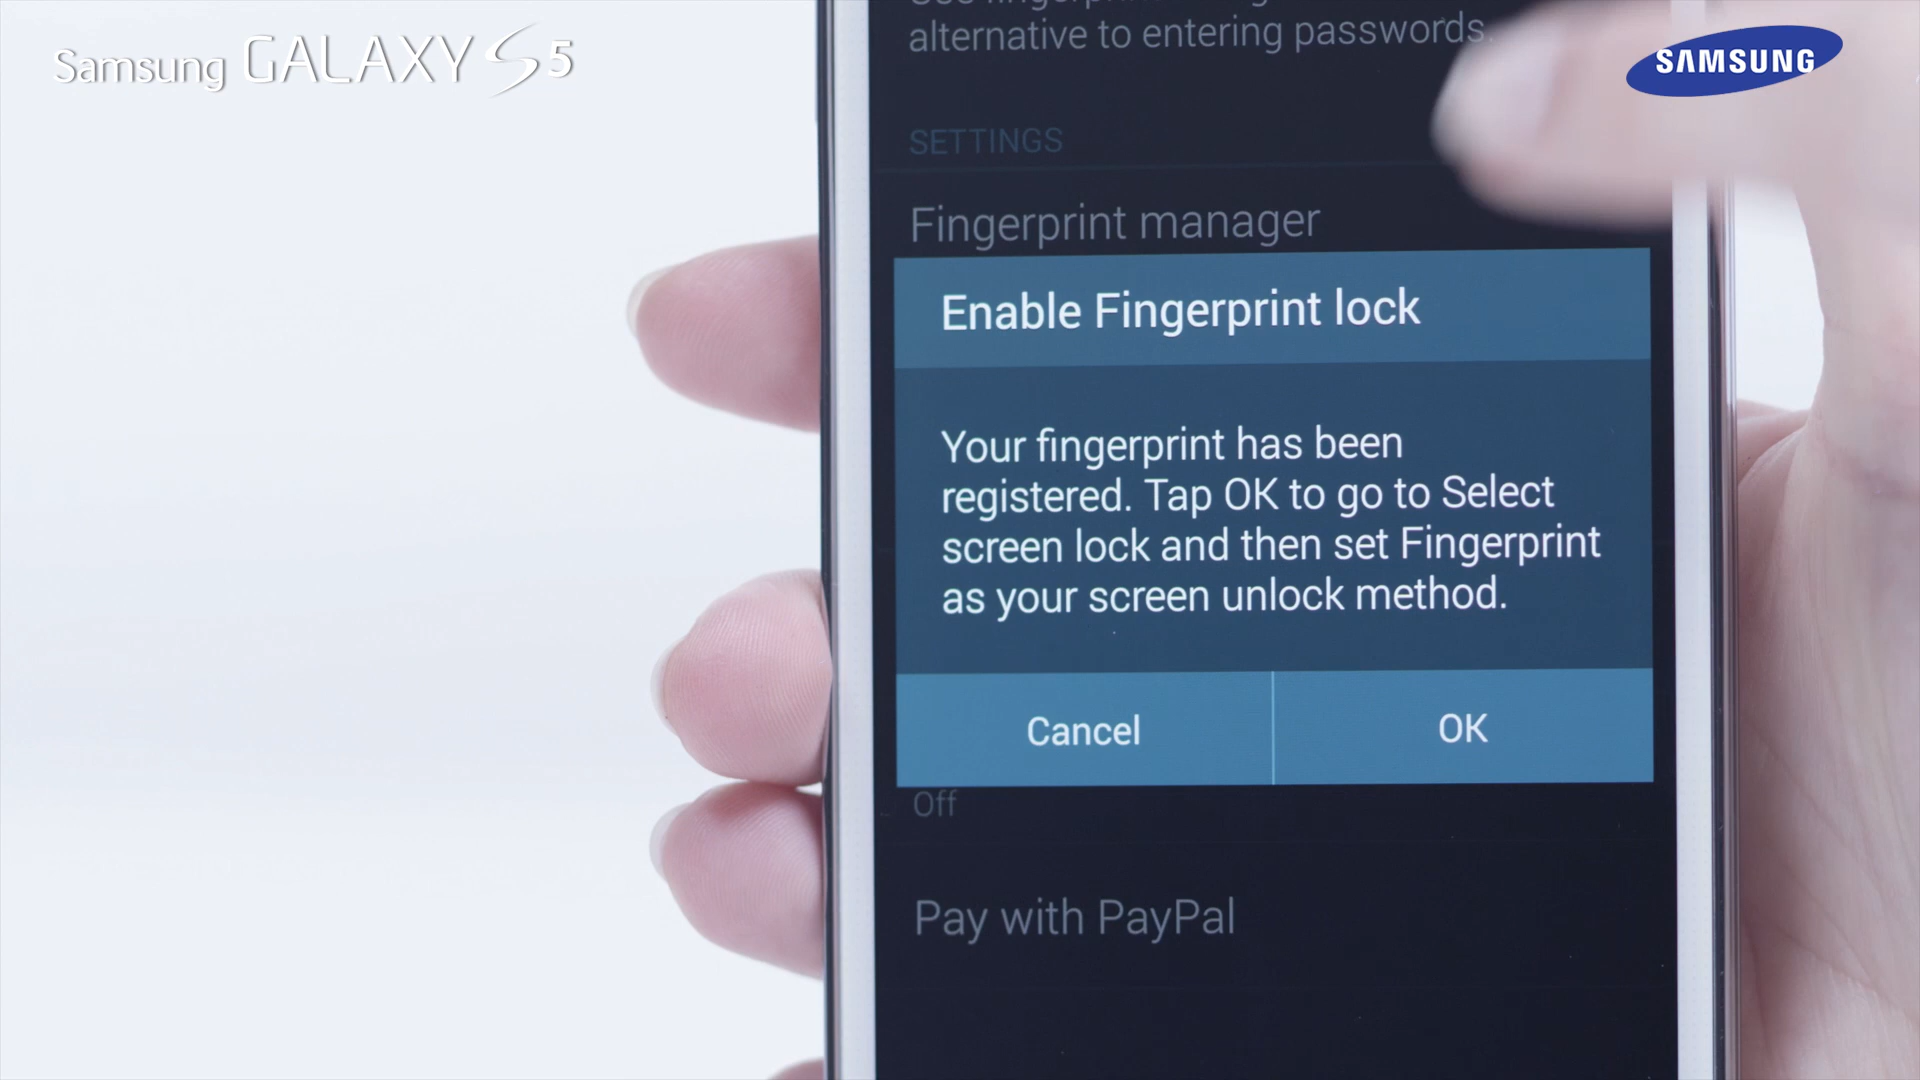 Samsung GALAXY S5
SAMSUNG
alternative to entering passwords.
SETTINGS
Fingerprint manager
Enable Fingerprint lock
Your fingerprint has been
registered. Tap OK to go to Select
screen lock and then set Fingerprint
as your screen unlock method.
Cancel
OK
Off
Pay with PayPal